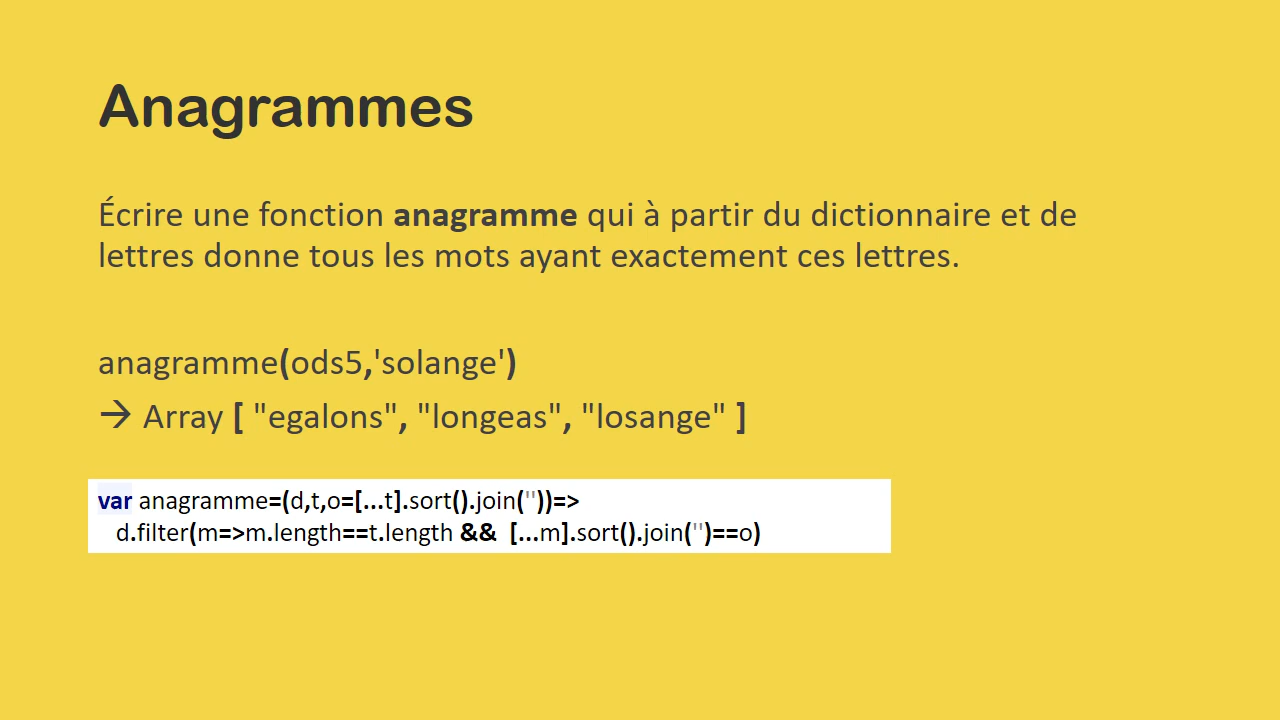 Anagrammes
Écrire une fonction anagramme qui à partir du dictionnaire et de
lettres donne tous les mots ayant exactement ces lettres.
anagramme(ods5,'solange')
→ Array [ "egalons", "longeas", "losange" ]
var anagramme=(d,t,o=[...t].sort().join(''))=>
d.filter(m=>m.length==t.length && [...m].sort().join('')==o)